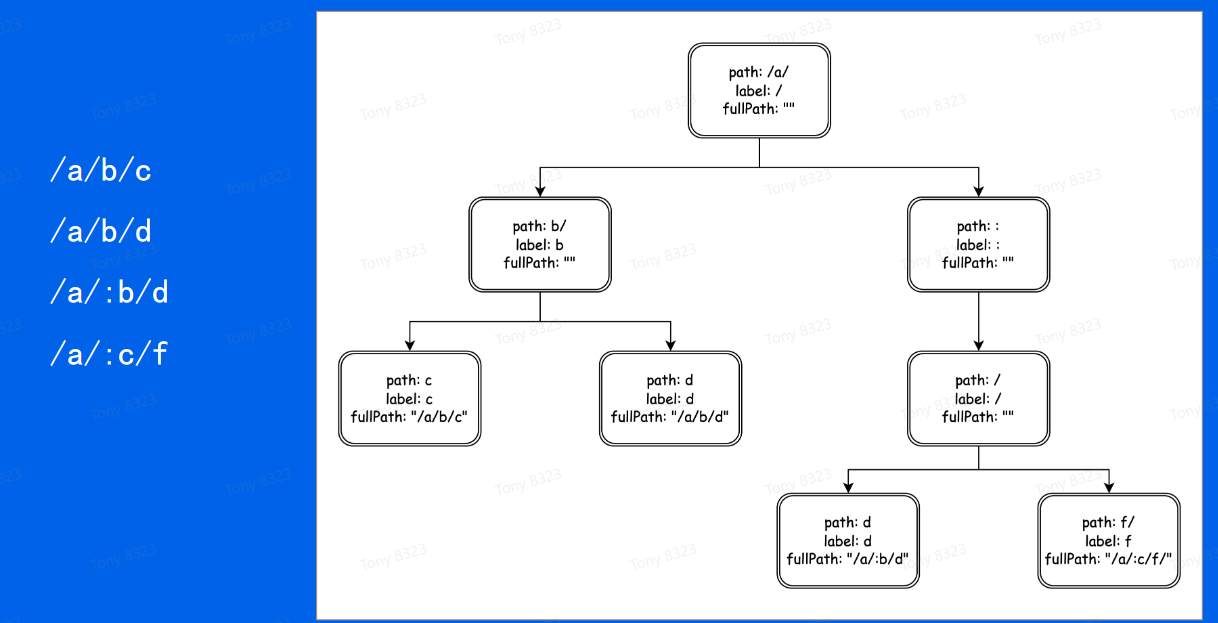 /a/b/c
/a/b/d
/a/:b/d
/a/:c/f
path: /a/
label: /
fullPath: ""
path: b/
label: b
fullPath: ""
path: :
label: :
fullPath: ""
path: c
label: c
fullPath: "/a/b/c"
path: d
label: d
fullPath: "/a/b/d"
path: /
label: /
fullPath: ""
path: d
label: d
fullPath: "/a/:b/d"
path: f/
label: f
fullPath: "/a/:c/f/"
Tony 8323